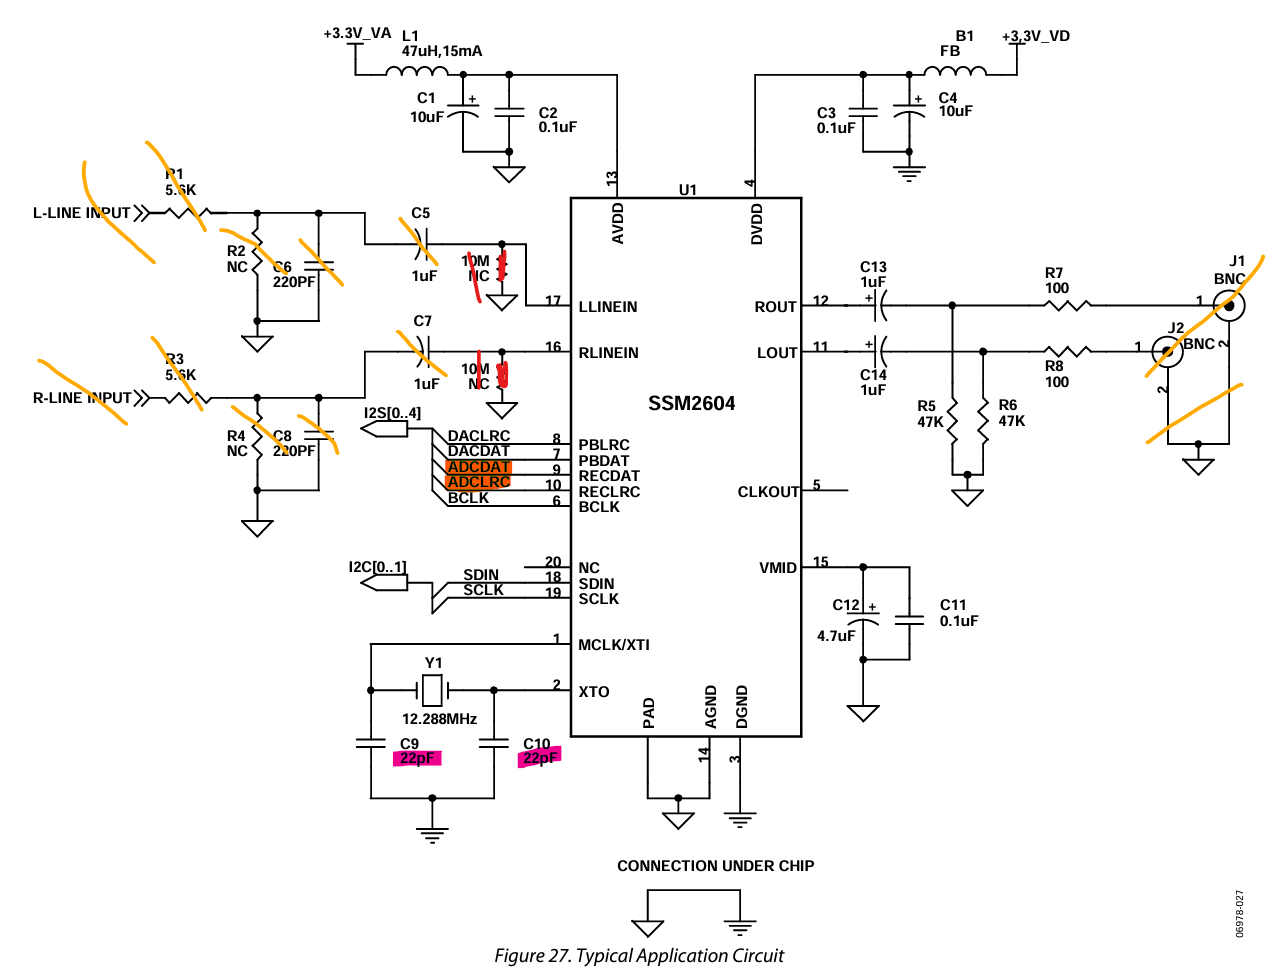 +3.3V_VA
L1
47uH,15mA
C1
10uF
C2
0.1uF
B1
FB
+3,3V_VD
C3
0.1uF
C4
10uF
13
4
U1
AVDD
DVDD
R1
5.6K
L-LINE INPUT
R2
NC
C6
220PF
C5
1uF
10M
NC
17
LLINEIN
R3
5.6K
R-LINE INPUT
R4
NC
C8
220PF
C7
1uF
10M
NC
16
RLINEIN
SSM2604
ROUT
12
C13
1uF
R7
100
1
J1
BNC
2
LOUT
11
C14
1uF
R8
100
1
J2
BNC
2
R5
47K
R6
47K
I2S[0..4]
DACLRC
8
PBLRC
DACDAT
7
PBDAT
ADCDAT
9
RECDAT
ADCLRC
10
RECLRC
BCLK
6
BCLK
CLKOUT
5
I2C[0..1]
20
NC
SDIN
18
SDIN
SCLK
19
SCLK
VMID
15
C12
4.7uF
C11
0.1uF
1
MCLK/XTI
Y1
12.288MHz
2
XTO
C9
22pF
C10
22pF
PAD
AGND
DGND
14
3
CONNECTION UNDER CHIP
06978-027
Figure 27. Typical Application Circuit